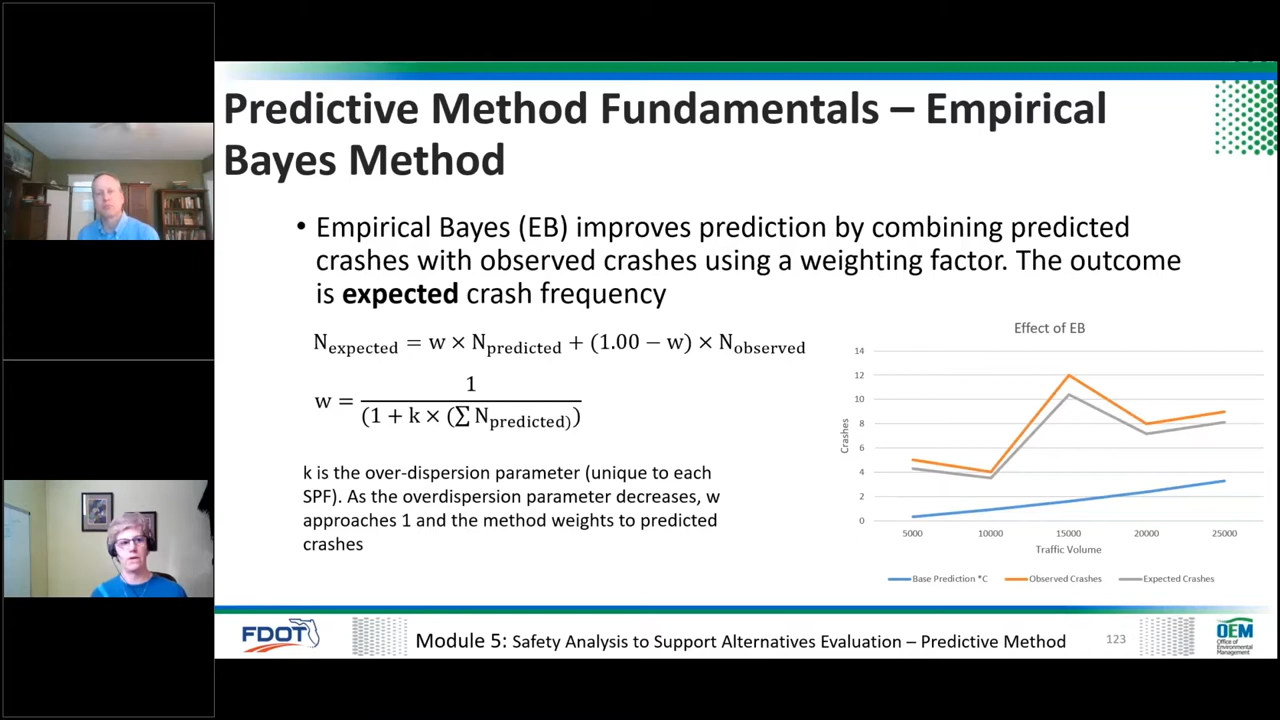 Predictive Method Fundamentals – Empirical
Bayes Method
• Empirical Bayes (EB) improves prediction by combining predicted
crashes with observed crashes using a weighting factor. The outcome
is expected crash frequency
N_expected = w × N_predicted + (1.00 − w) × N_observed
w = 1 / (1 + k × (∑ N_predicted))
k is the over-dispersion parameter (unique to each
SPF). As the overdispersion parameter decreases, w
approaches 1 and the method weights to predicted
crashes
Effect of EB
14
12
10
8
6
4
2
0
Crashes
5000 10000 15000 20000 25000
Traffic Volume
Base Prediction *C Observed Crashes Expected Crashes
FDOT
Module 5: Safety Analysis to Support Alternatives Evaluation – Predictive Method
123
OEM
Office of
Environmental
Management